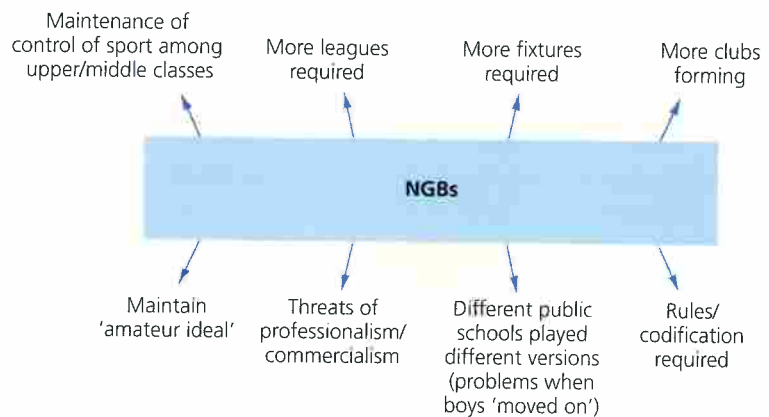 Maintenance of
control of sport among
upper/middle classes
More leagues
required
More fixtures
required
More clubs
forming
NGBs
Maintain
'amateur ideal'
Threats of
professionalism/
commercialism
Different public
schools played
different versions
(problems when
boys 'moved on')
Rules/
codification
required